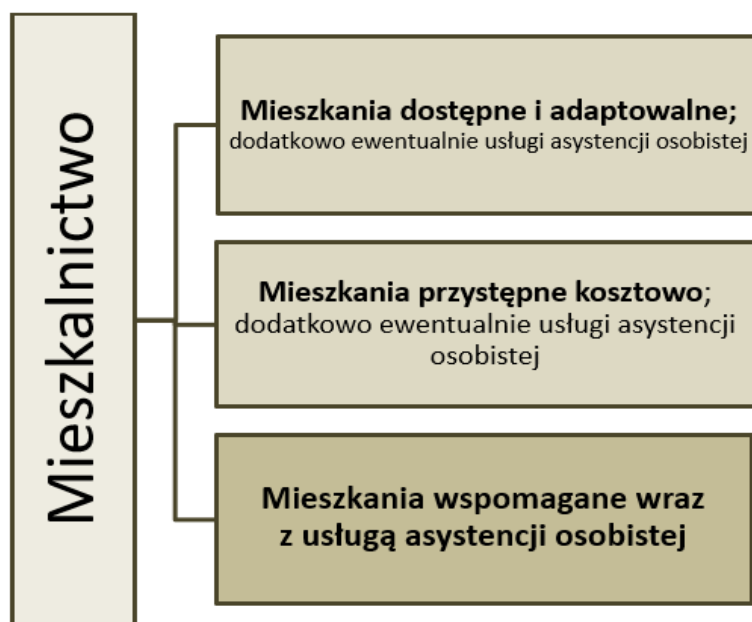 Mieszkalnictwo
Mieszkania dostępne i adaptowalne;
dodatkowo ewentualnie usługi asystencji osobistej
Mieszkania przystępne kosztowo;
dodatkowo ewentualnie usługi asystencji
osobistej
Mieszkania wspomagane wraz
z usługą asystencji osobistej